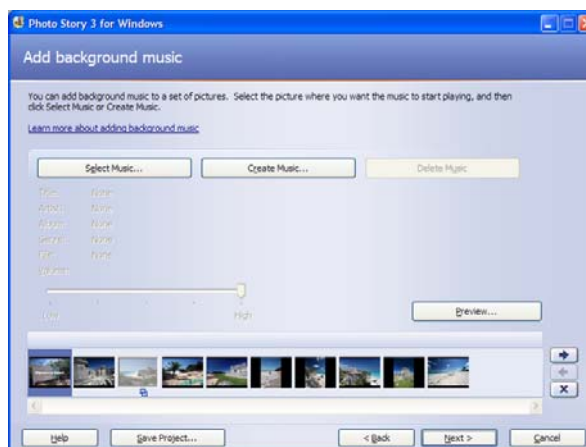 Photo Story 3 for Windows
Add background music
You can add background music to a set of pictures. Select the picture where you want the music to start playing, and then
click Select Music or Create Music.
Learn more about adding background music
Select Music... Create Music... Delete Music
Title: None
Artist: None
Album: None
Genre: None
File: None
Volume:
Low High
Preview...
Help Save Project... < Back Next > Cancel